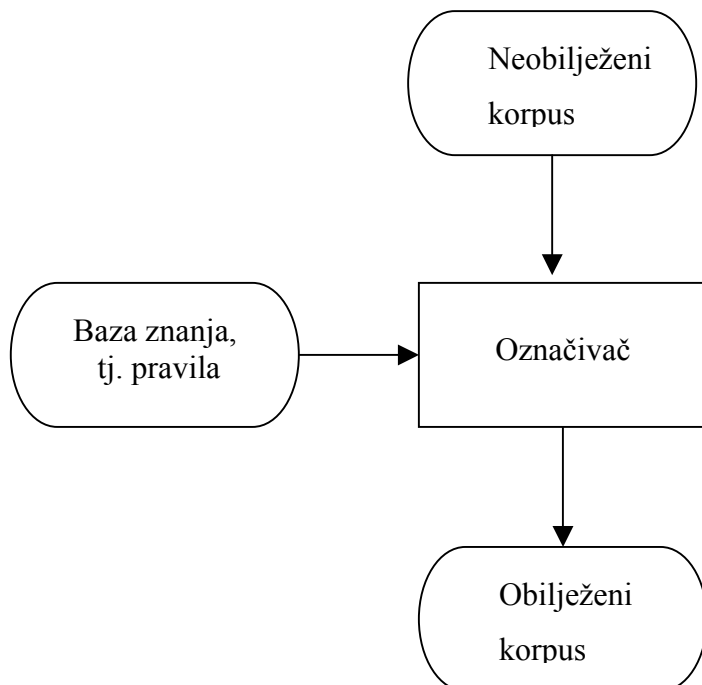 Neobilježeni
korpus
Baza znanja,
tj. pravila
Označivač
Obilježeni
korpus